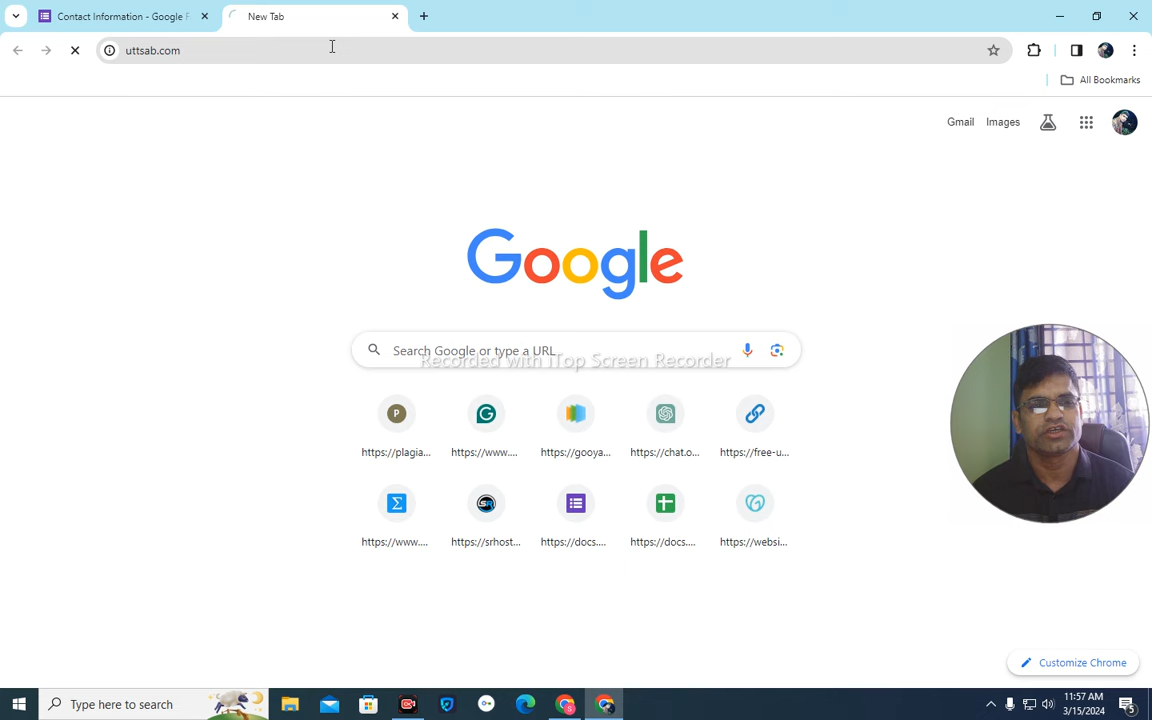 Contact Information - Google F
New Tab
uttsab.com
All Bookmarks
Gmail
Images
Google
Search Google or type a URL
Recorded with iTop Screen Recorder
P
https://plagia...
https://www....
https://gooya...
https://chat.o...
https://free-u...
https://www....
https://srhost...
https://docs....
https://docs....
https://websi...
Customize Chrome
Type here to search
11:57 AM
3/15/2024
5